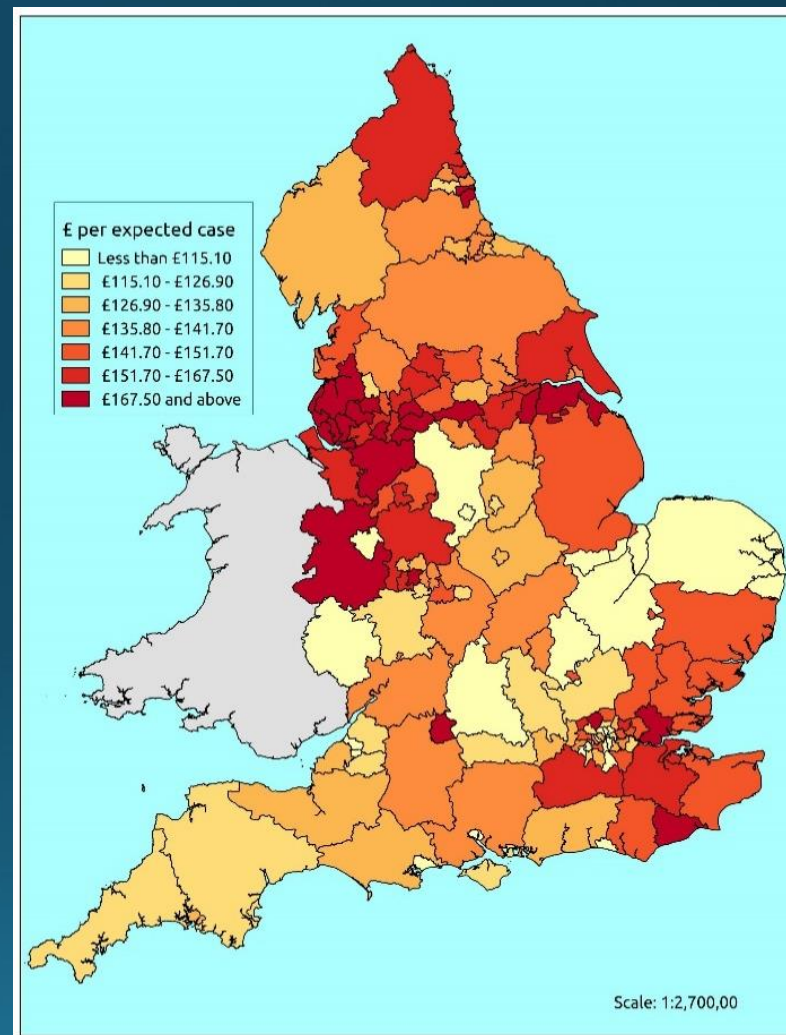 £ per expected case
Less than £115.10
£115.10 - £126.90
£126.90 - £135.80
£135.80 - £141.70
£141.70 - £151.70
£151.70 - £167.50
£167.50 and above
Scale: 1:2,700,00